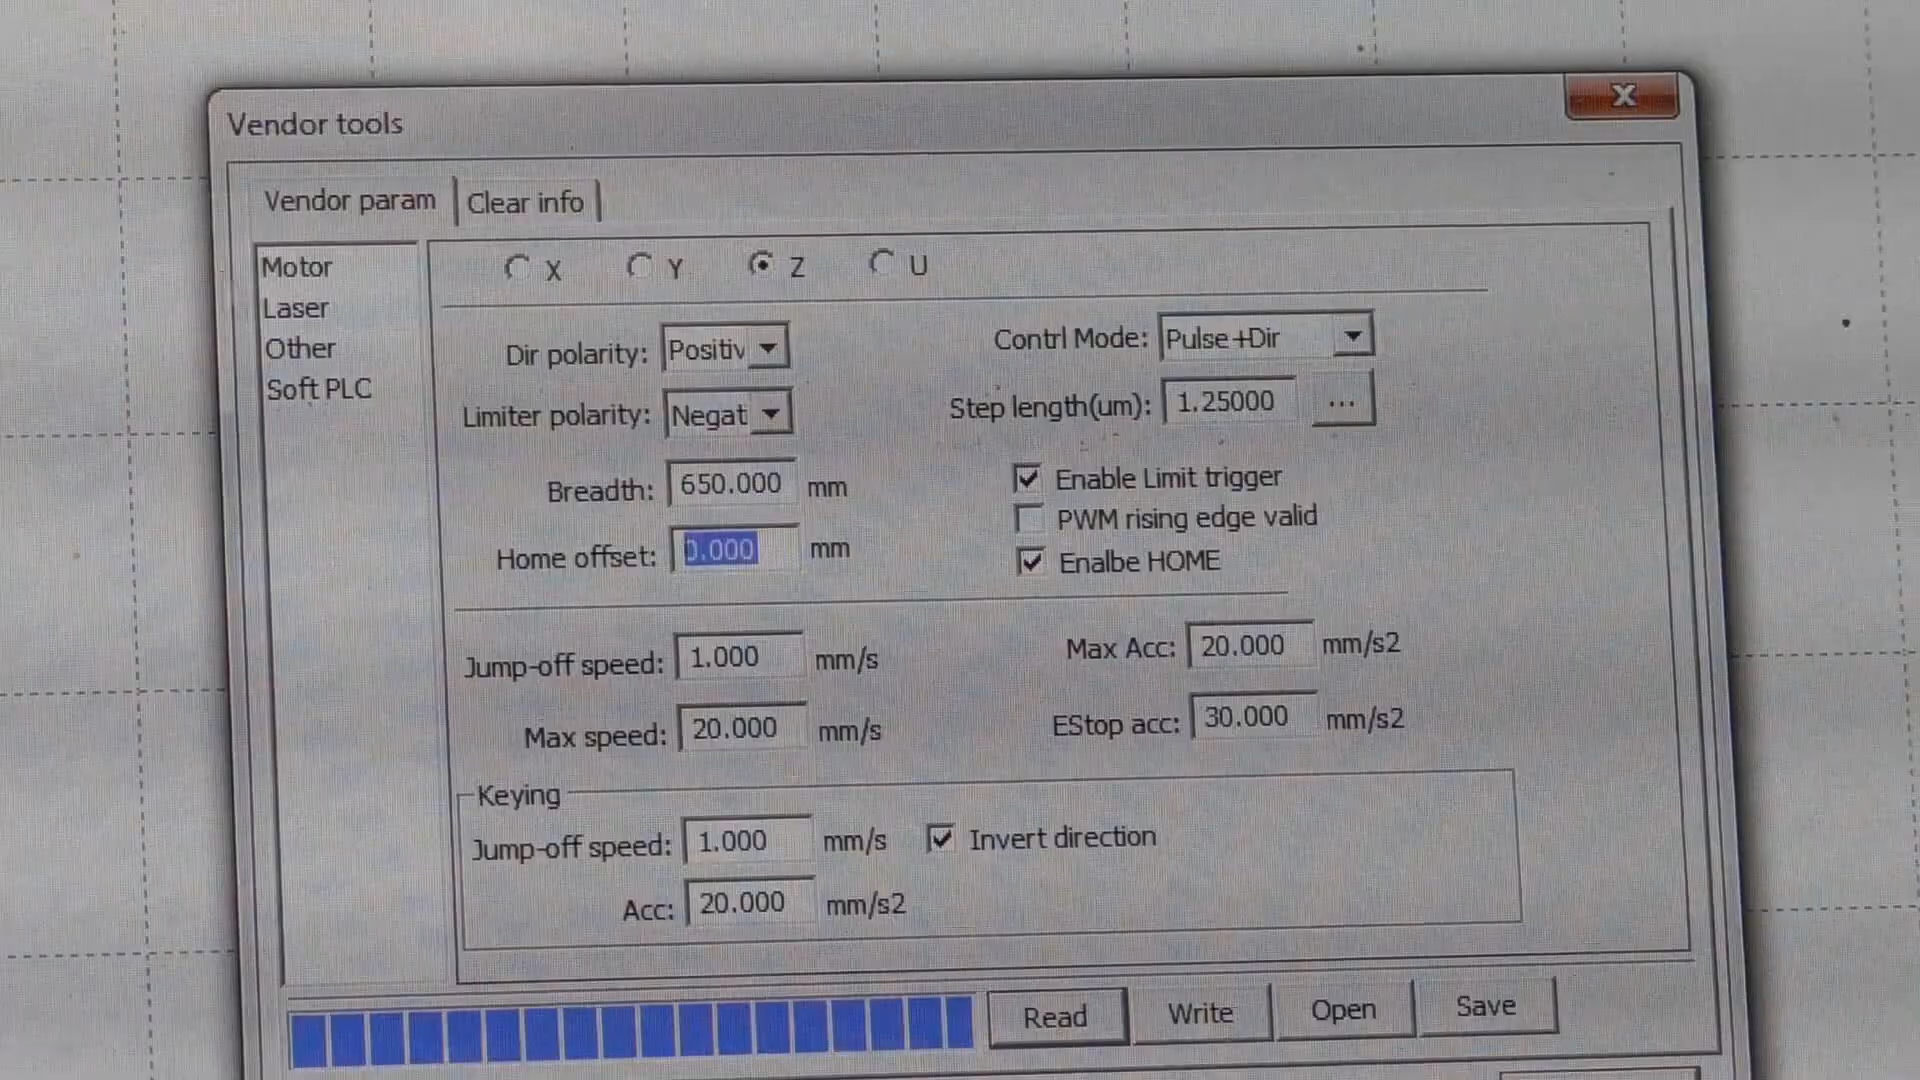 Vendor tools
X
Vendor param Clear info
Motor
Laser
Other
Soft PLC
X Y Z U
Dir polarity: Positiv Contrl Mode: Pulse+Dir
Limiter polarity: Negat Step length(um): 1.25000 ...
Breadth: 650.000 mm Enable Limit trigger
PWM rising edge valid
Home offset: 0.000 mm Enalbe HOME
Jump-off speed: 1.000 mm/s Max Acc: 20.000 mm/s2
Max speed: 20.000 mm/s EStop acc: 30.000 mm/s2
Keying
Jump-off speed: 1.000 mm/s Invert direction
Acc: 20.000 mm/s2
Read Write Open Save